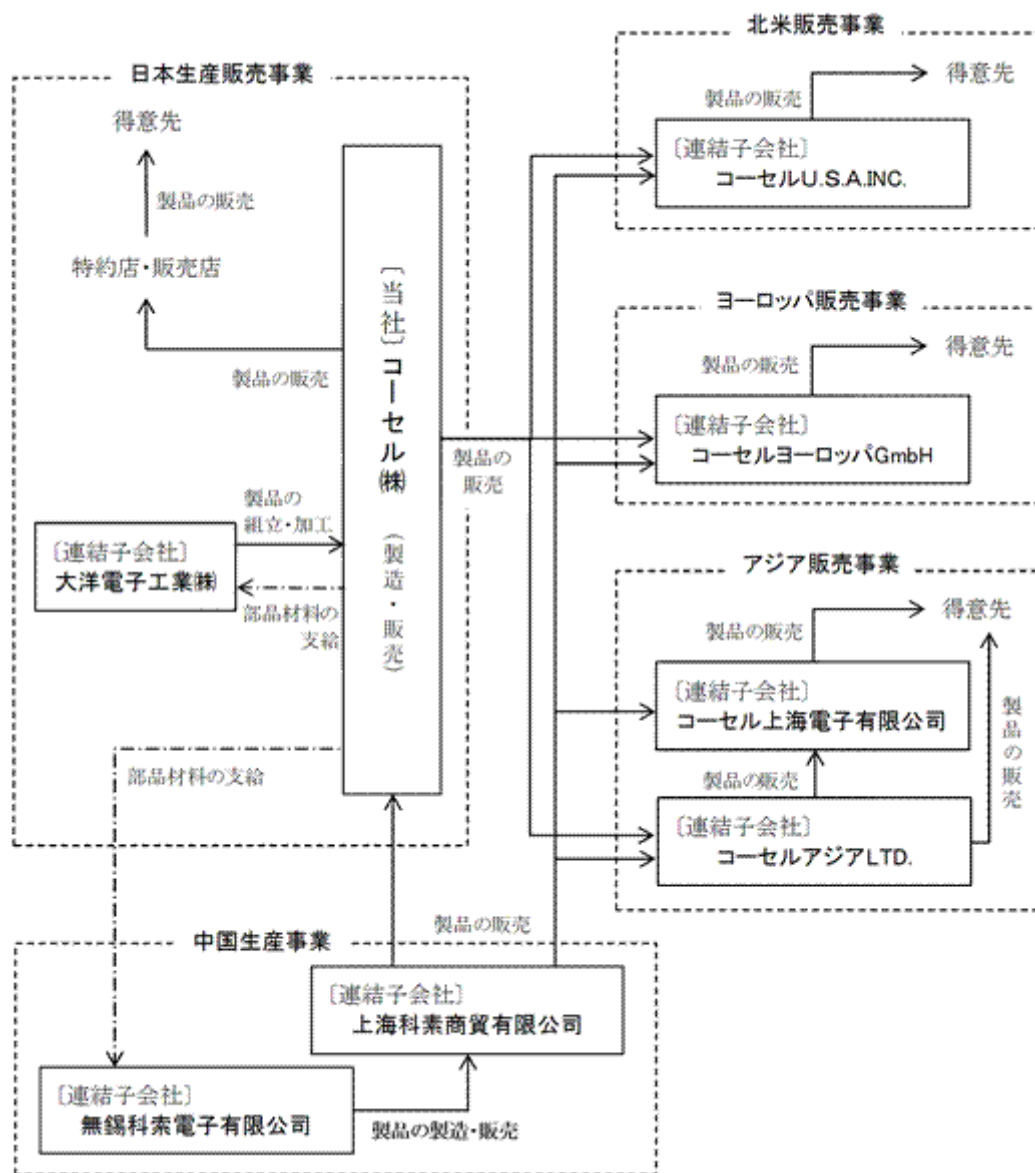 日本生産販売事業
得意先
製品の販売
特約店・販売店
製品の販売
〔当社〕コーセル㈱ (製造・販売)
製品の
組立・加工
〔連結子会社〕
大洋電子工業㈱
部品材料の
支給
部品材料の支給
製品の
販売
北米販売事業
得意先
製品の販売
〔連結子会社〕
コーセルU.S.A.INC.
ヨーロッパ販売事業
得意先
製品の販売
〔連結子会社〕
コーセルヨーロッパGmbH
アジア販売事業
得意先
製品の販売
〔連結子会社〕
コーセル上海電子有限公司
製品の販売
製品の販売
〔連結子会社〕
コーセルアジアLTD.
製品の販売
中国生産事業
〔連結子会社〕
上海科素商貿有限公司
〔連結子会社〕
無錫科索電子有限公司
製品の製造・販売